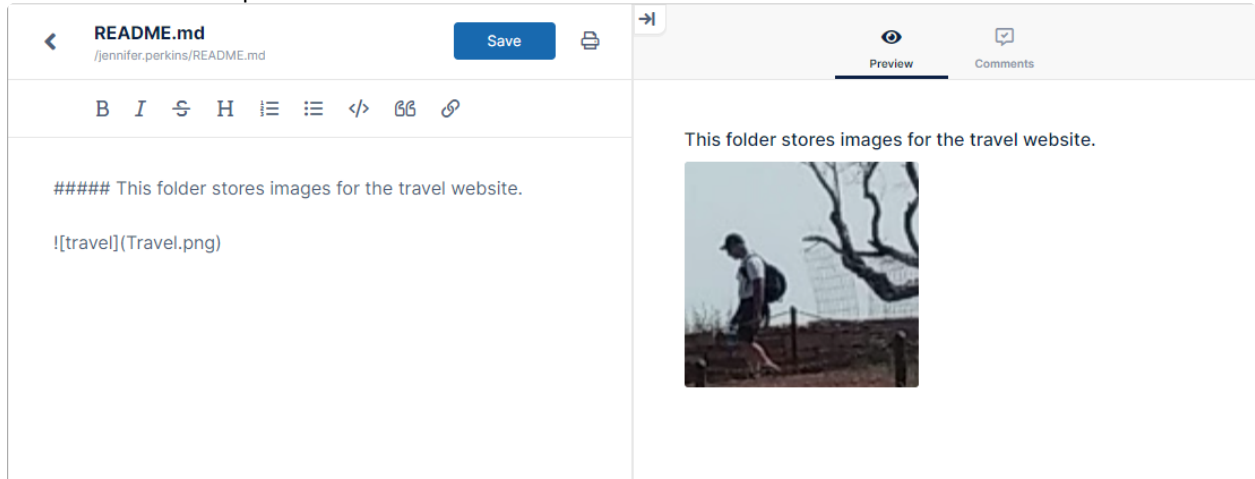 README.md
/jennifer.perkins/README.md
Save
B I S H </> 66
##### This folder stores images for the travel website.
![travel](Travel.png)
Preview
Comments
This folder stores images for the travel website.